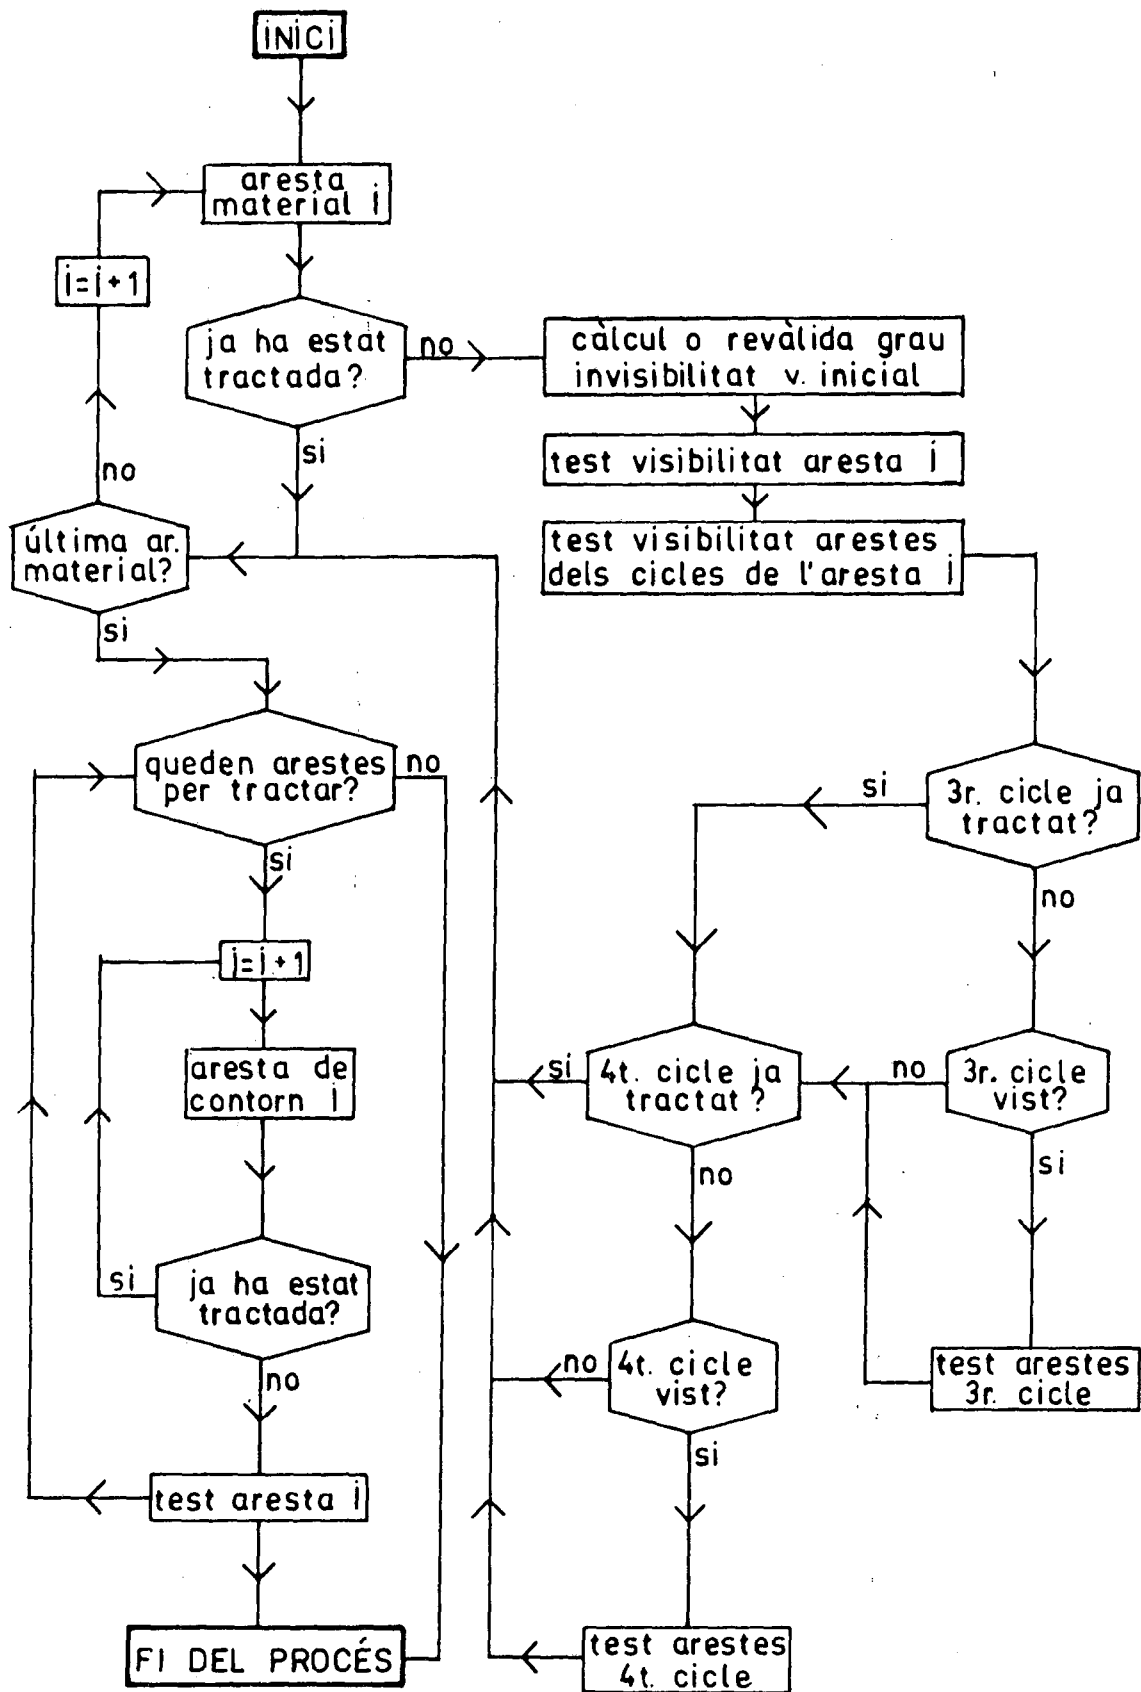 INICI
aresta
material i
i=i+1
ja ha estat
tractada?
no
si
càlcul o revàlida grau
invisibilitat v. inicial
test visibilitat aresta i
test visibilitat arestes
dels cicles de l'aresta i
no
última ar.
material?
si
queden arestes
per tractar?
no
si
i=i+1
aresta de
contorn i
ja ha estat
tractada?
si
no
test aresta i
FI DEL PROCÉS
3r. cicle ja
tractat?
si
no
3r. cicle
vist?
no
si
test arestes
3r. cicle
4t. cicle ja
tractat?
si
no
4t. cicle
vist?
no
si
test arestes
4t. cicle